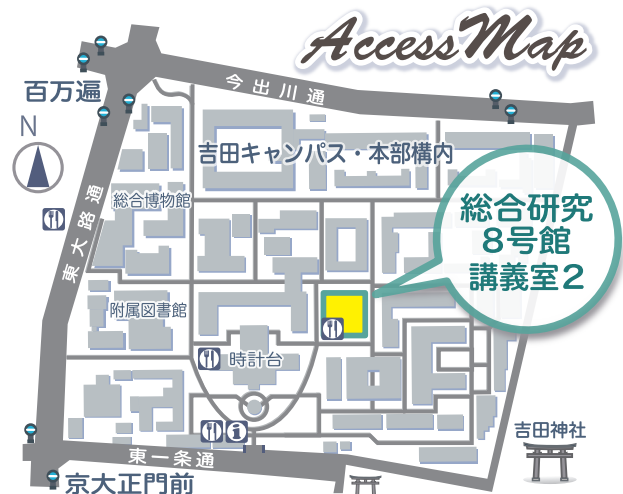 Access Map
今出川通
百万遍
N
吉田キャンパス・本部構内
総合博物館
総合研究
8号館
講義室2
東大路通
附属図書館
時計台
i
吉田神社
東一条通
京大正門前